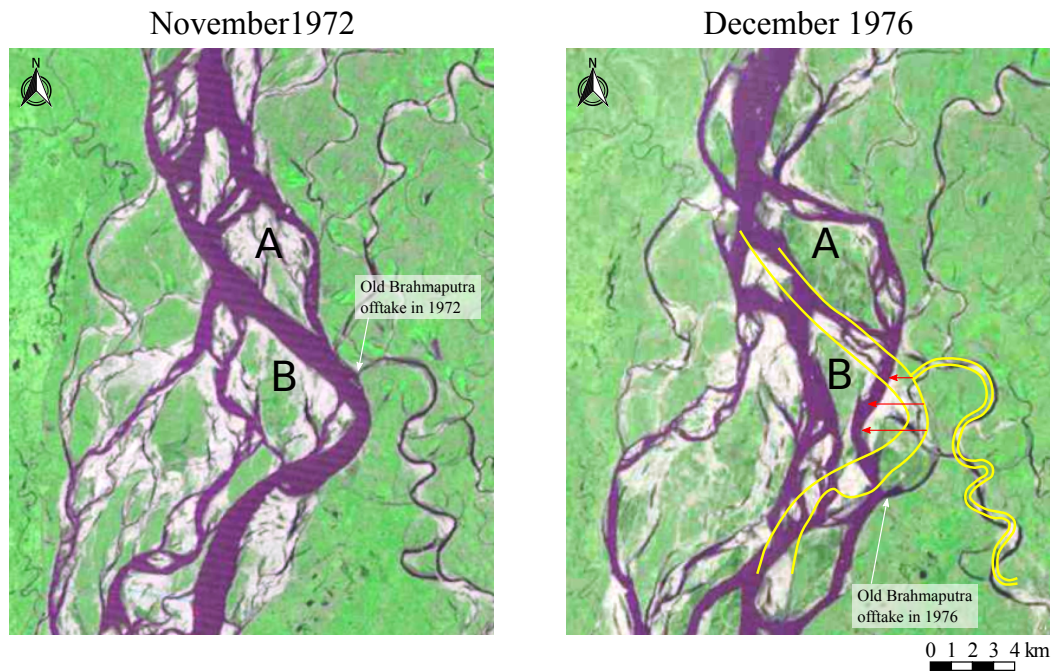 November1972
December 1976
N
N
A
A
Old Brahmaputra
offtake in 1972
B
B
Old Brahmaputra
offtake in 1976
0 1 2 3 4 km